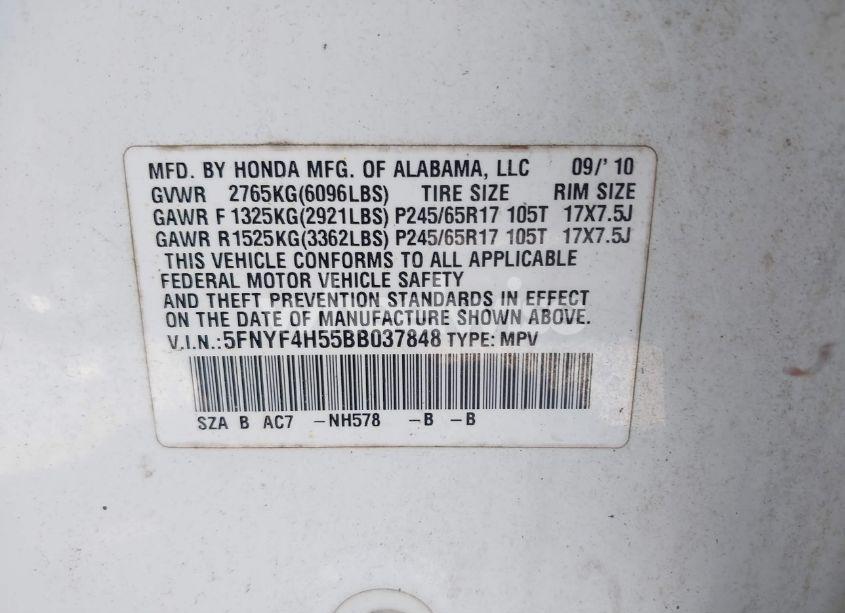 MFD. BY HONDA MFG. OF ALABAMA, LLC 09/' 10
GVWR 2765KG(6096LBS) TIRE SIZE RIM SIZE
GAWR F 1325KG(2921LBS) P245/65R17 105T 17X7.5J
GAWR R1525KG(3362LBS) P245/65R17 105T 17X7.5J
THIS VEHICLE CONFORMS TO ALL APPLICABLE
FEDERAL MOTOR VEHICLE SAFETY
AND THEFT PREVENTION STANDARDS IN EFFECT
ON THE DATE OF MANUFACTURE SHOWN ABOVE.
V.I.N.:5FNYF4H55BB037848 TYPE: MPV
SZA B AC7 -NH578 -B -B